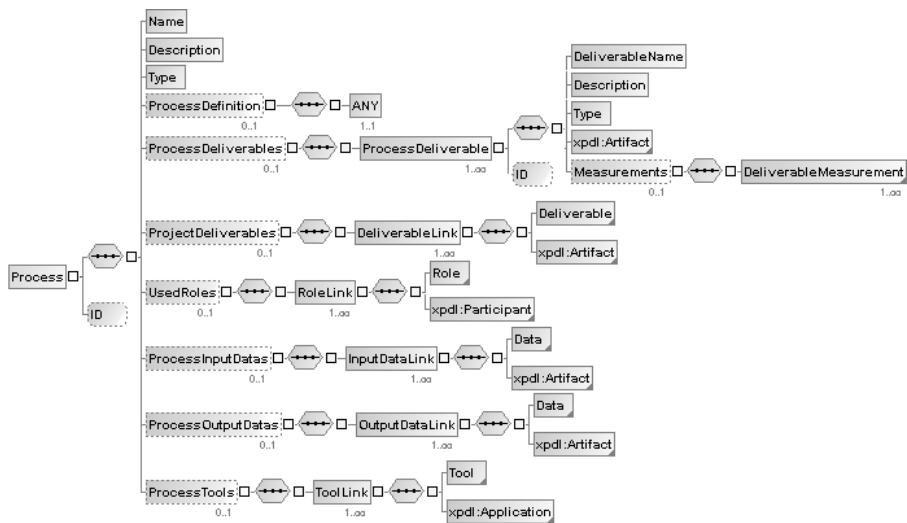 Name
Description
Type
ProcessDefinition
0..1
ANY
1..1
ProcessDeliverables
0..1
ProcessDeliverable
1..∞
ID
DeliverableName
Description
Type
xpdl:Artifact
Measurements
0..1
DeliverableMeasurement
1..∞
ProjectDeliverables
0..1
DeliverableLink
1..∞
Deliverable
xpdl:Artifact
Process
ID
UsedRoles
0..1
RoleLink
1..∞
Role
xpdl:Participant
ProcessInputDatas
0..1
InputDataLink
1..∞
Data
xpdl:Artifact
ProcessOutputDatas
0..1
OutputDataLink
1..∞
Data
xpdl:Artifact
ProcessTools
0..1
ToolLink
1..∞
Tool
xpdl:Application